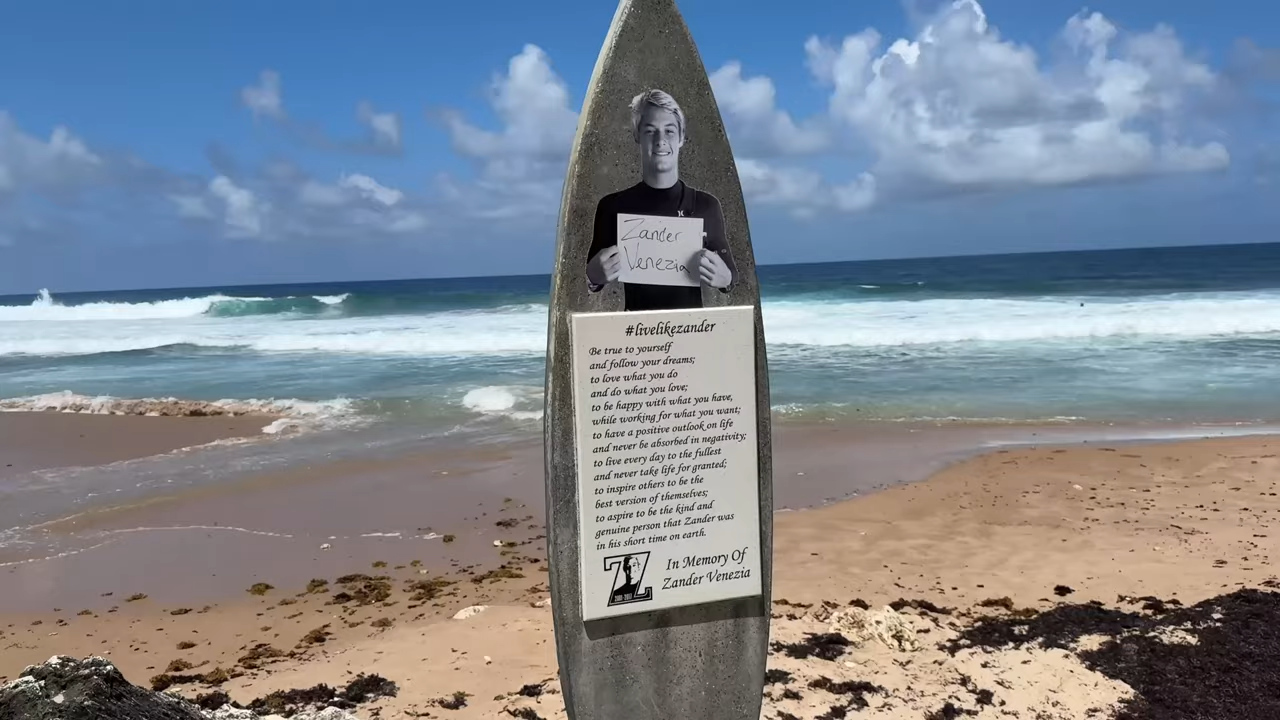 Zander
Venezia
#livelikezander
Be true to yourself
and follow your dreams;
to love what you do
and do what you love;
to be happy with what you have,
while working for what you want;
to have a positive outlook on life
and never be absorbed in negativity;
to live every day to the fullest
and never take life for granted;
to inspire others to be the
best version of themselves;
to aspire to be the kind and
genuine person that Zander was
in his short time on earth.
Z
In Memory Of
Zander Venezia